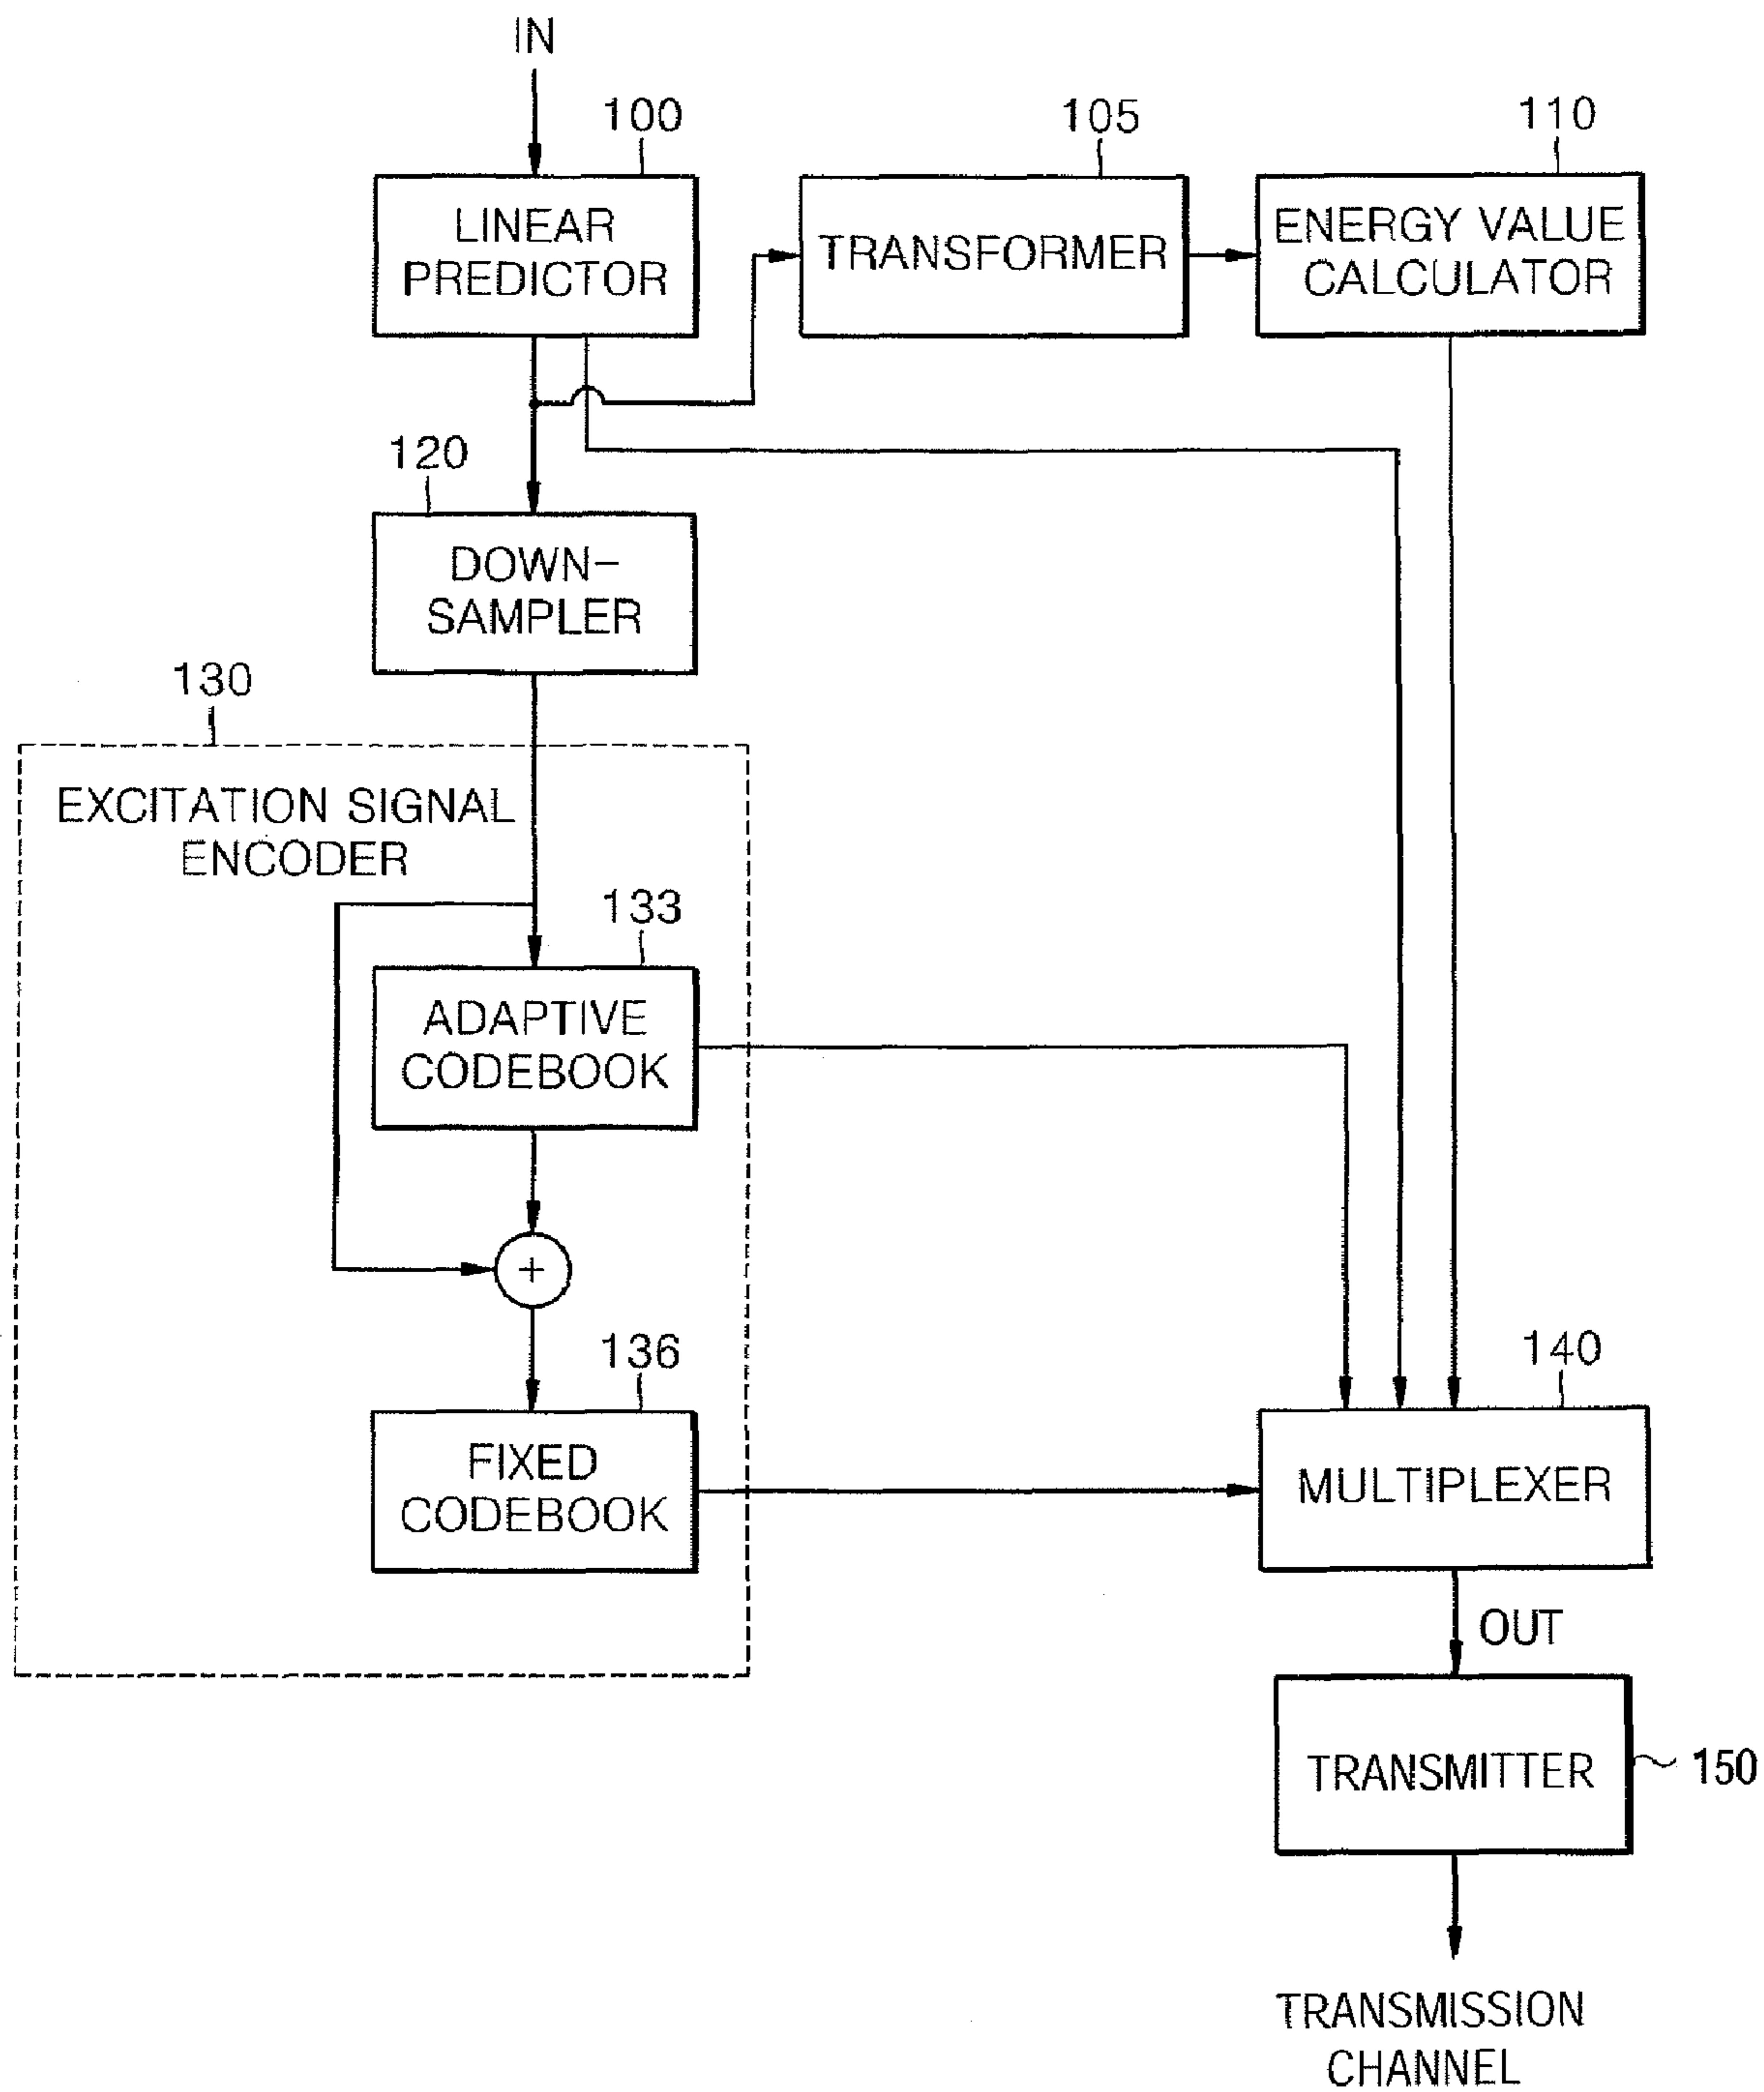 IN
100
105
110
LINEAR
PREDICTOR
TRANSFORMER
ENERGY VALUE
CALCULATOR
120
DOWN-
SAMPLER
130
EXCITATION SIGNAL
ENCODER
133
ADAPTIVE
CODEBOOK
+
136
140
FIXED
CODEBOOK
MULTIPLEXER
OUT
TRANSMITTER
150
TRANSMISSION
CHANNEL